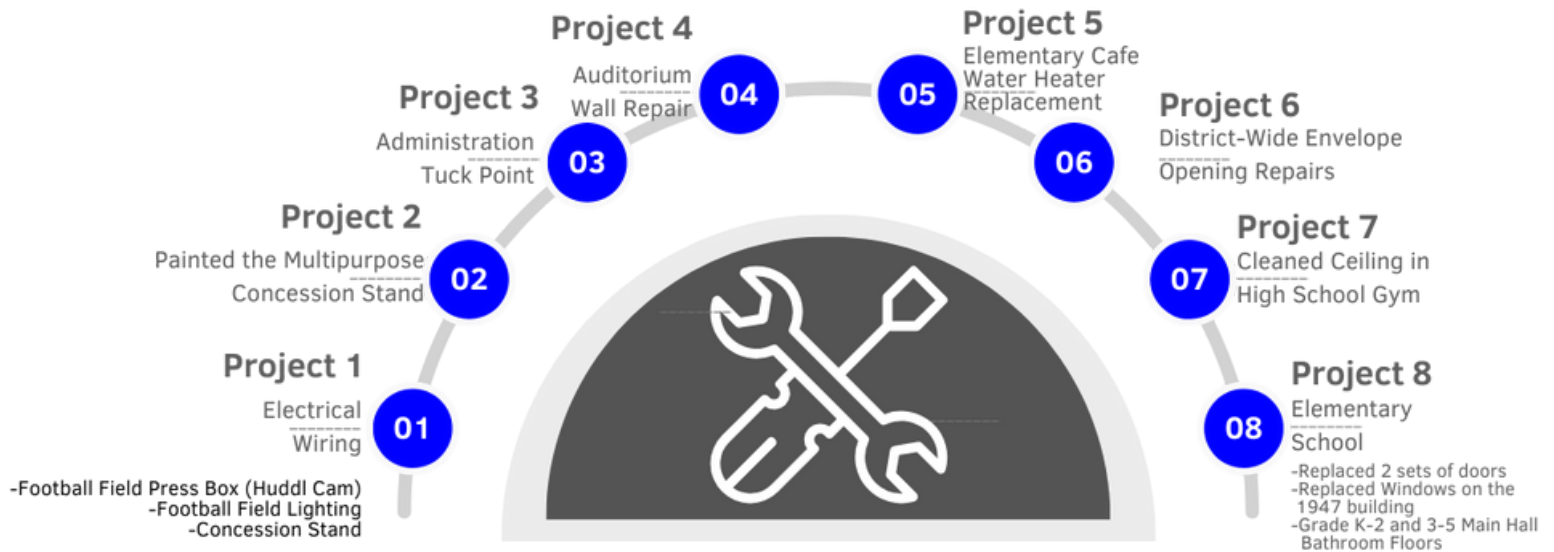 Project 1
Electrical
Wiring
01
-Football Field Press Box (Huddl Cam)
-Football Field Lighting
-Concession Stand
Project 2
Painted the Multipurpose
Concession Stand
02
Project 3
Administration
Tuck Point
03
Project 4
Auditorium
Wall Repair
04
Project 5
Elementary Cafe
Water Heater
Replacement
05
Project 6
District-Wide Envelope
Opening Repairs
06
Project 7
Cleaned Ceiling in
High School Gym
07
Project 8
Elementary
School
08
-Replaced 2 sets of doors
-Replaced Windows on the
1947 building
-Grade K-2 and 3-5 Main Hall
Bathroom Floors